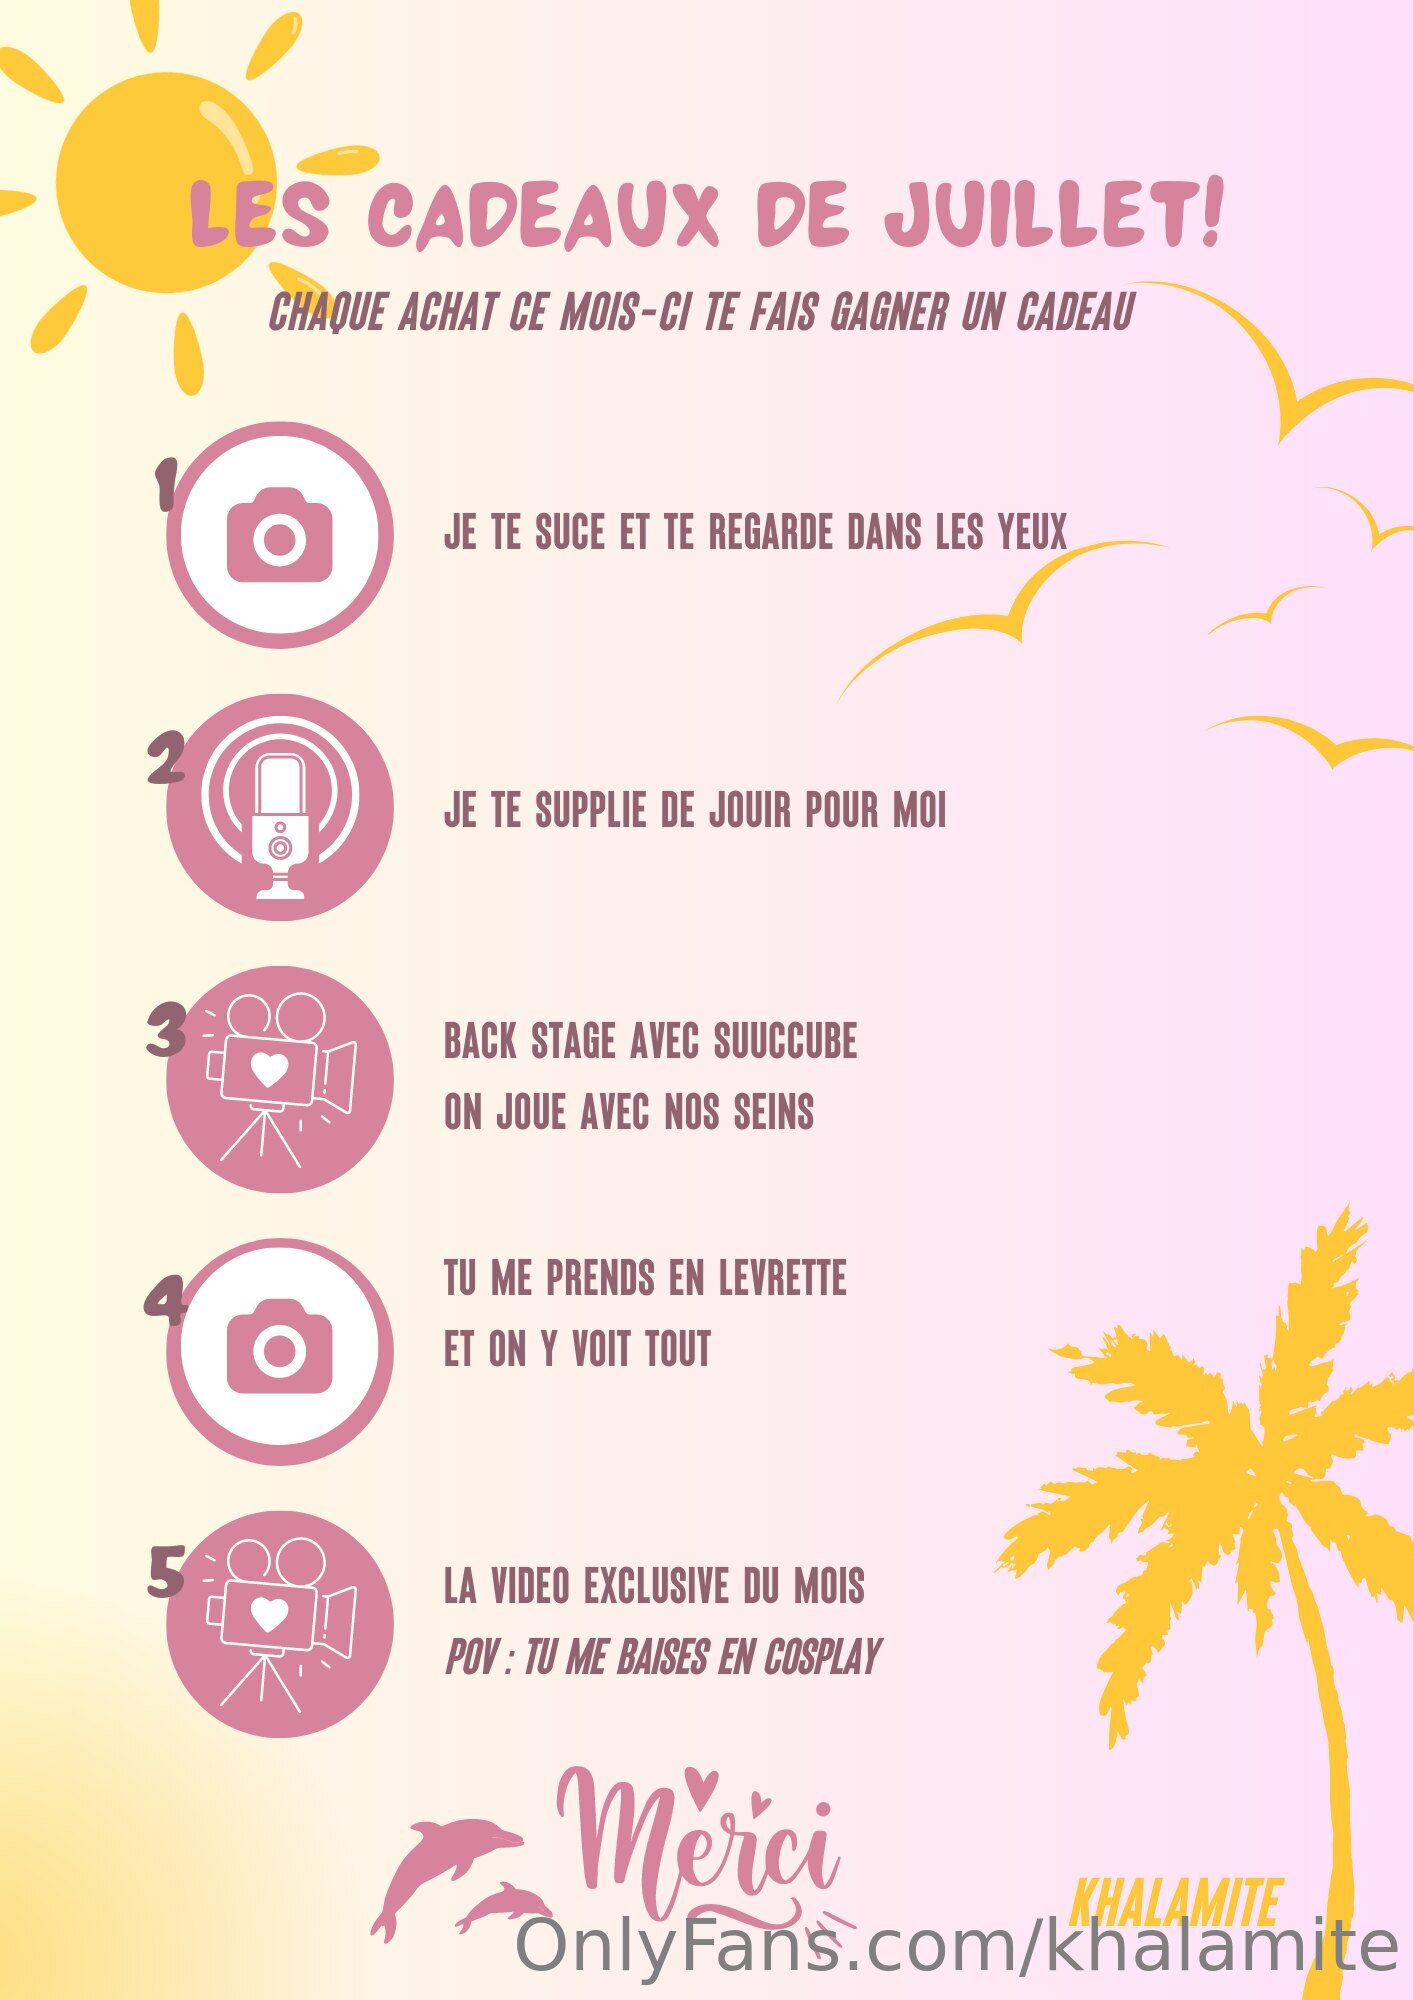 LES CADEAUX DE JUILLET!
CHAQUE ACHAT CE MOIS-CI TE FAIS GAGNER UN CADEAU
1
JE TE SUCE ET TE REGARDE DANS LES YEUX
2
JE TE SUPPLIE DE JOUIR POUR MOI
3
BACK STAGE AVEC SUUCCUBE
ON JOUE AVEC NOS SEINS
4
TU ME PRENDS EN LEVRETTE
ET ON Y VOIT TOUT
5
LA VIDEO EXCLUSIVE DU MOIS
POV : TU ME BAISES EN COSPLAY
Merci
KHALAMITE
OnlyFans.com/khalamite